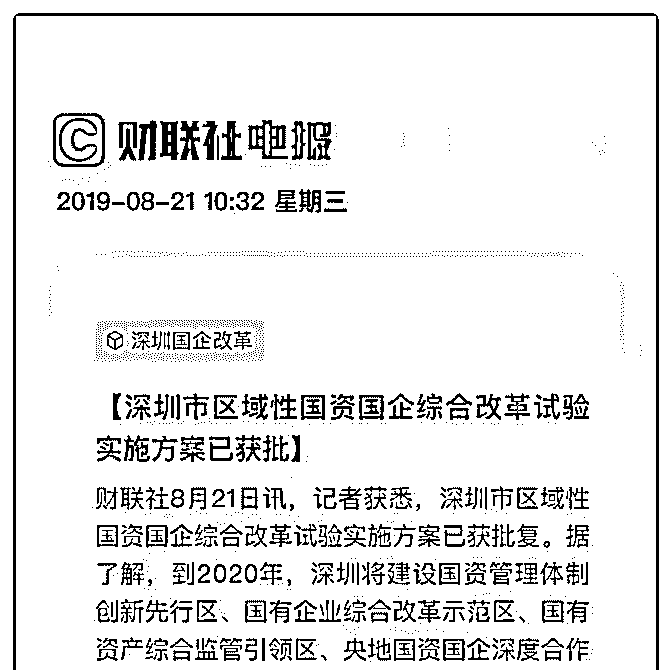 财联社电报
2019-08-21 10:32 星期三
深圳国企改革
【深圳市区域性国资国企综合改革试验
实施方案已获批】
财联社8月21日讯，记者获悉，深圳市区域性
国资国企综合改革试验实施方案已获批复。据
了解，到2020年，深圳将建设国资管理体制
创新先行区、国有企业综合改革示范区、国有
资产综合监管引领区、央地国资国企深度合作